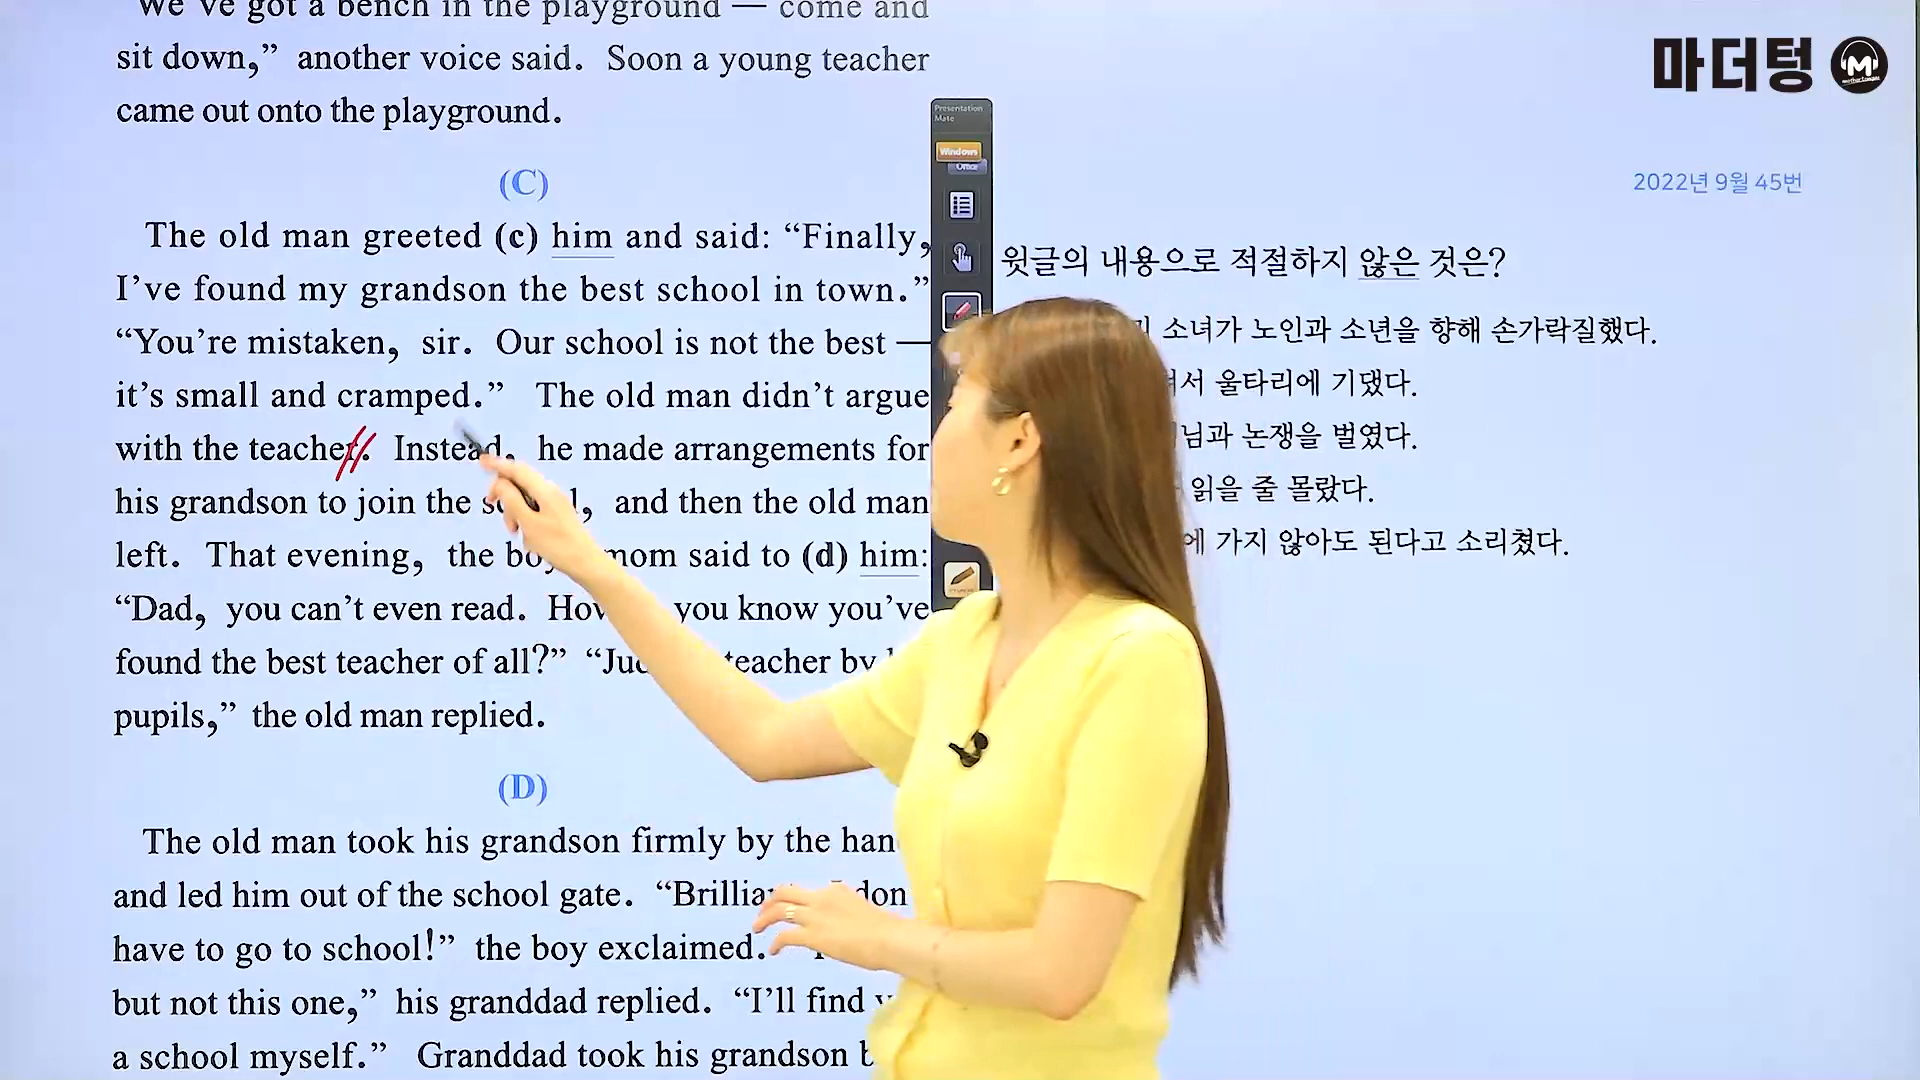 We've got a bench in the playground — come and
sit down,” another voice said. Soon a young teacher
came out onto the playground.
(C)
The old man greeted (c) him and said: “Finally,
I've found my grandson the best school in town.”
“You're mistaken, sir. Our school is not the best —
it's small and cramped.” The old man didn't argue
with the teacher. Instead, he made arrangements for
his grandson to join the and then the old man
left. That evening, the mom said to (d) him:
“Dad, you can't even read. you know you've
found the best teacher of all?” teacher by
pupils,” the old man replied.
(D)
The old man took his grandson firmly by the
and led him out of the school gate.
have to go to school!” the boy exclaimed.
but not this one,” his granddad replied. “I'll find
a school myself.” Granddad took his grandson
마더텅
M
Presentation
Mate
Windows
Office
2022년 9월 45번
윗글의 내용으로 적절하지 않은 것은?
소녀가 노인과 소년을 향해 손가락질했다.
울타리에 기댔다.
논쟁을 벌였다.
읽을 줄 몰랐다.
가지 않아도 된다고 소리쳤다.